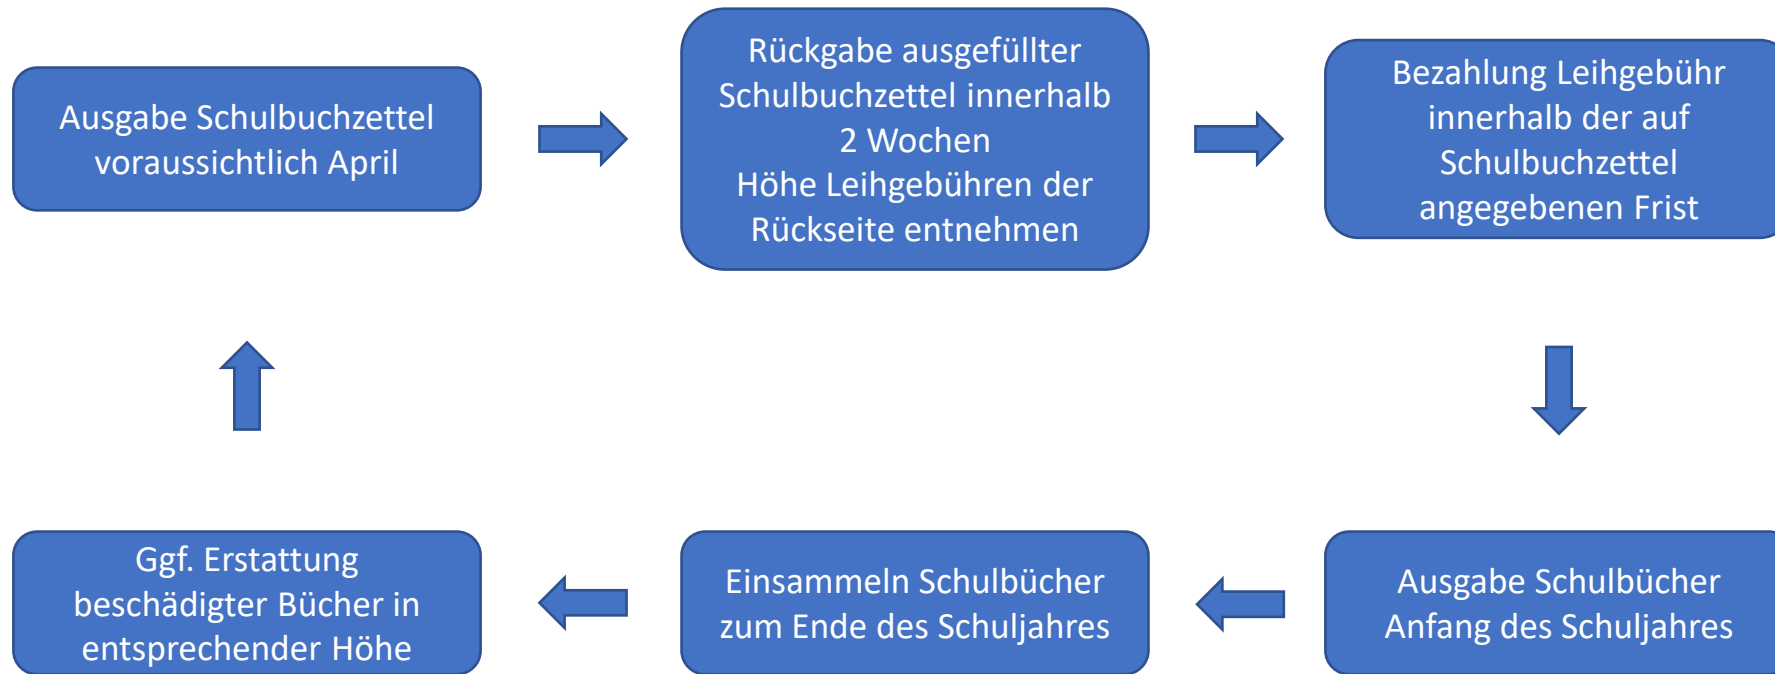 Ausgabe Schulbuchzettel
voraussichtlich April
Rückgabe ausgefüllter
Schulbuchzettel innerhalb
2 Wochen
Höhe Leihgebühren der
Rückseite entnehmen
Bezahlung Leihgebühr
innerhalb der auf
Schulbuchzettel
angegebenen Frist
Ausgabe Schulbücher
Anfang des Schuljahres
Einsammeln Schulbücher
zum Ende des Schuljahres
Ggf. Erstattung
beschädigter Bücher in
entsprechender Höhe